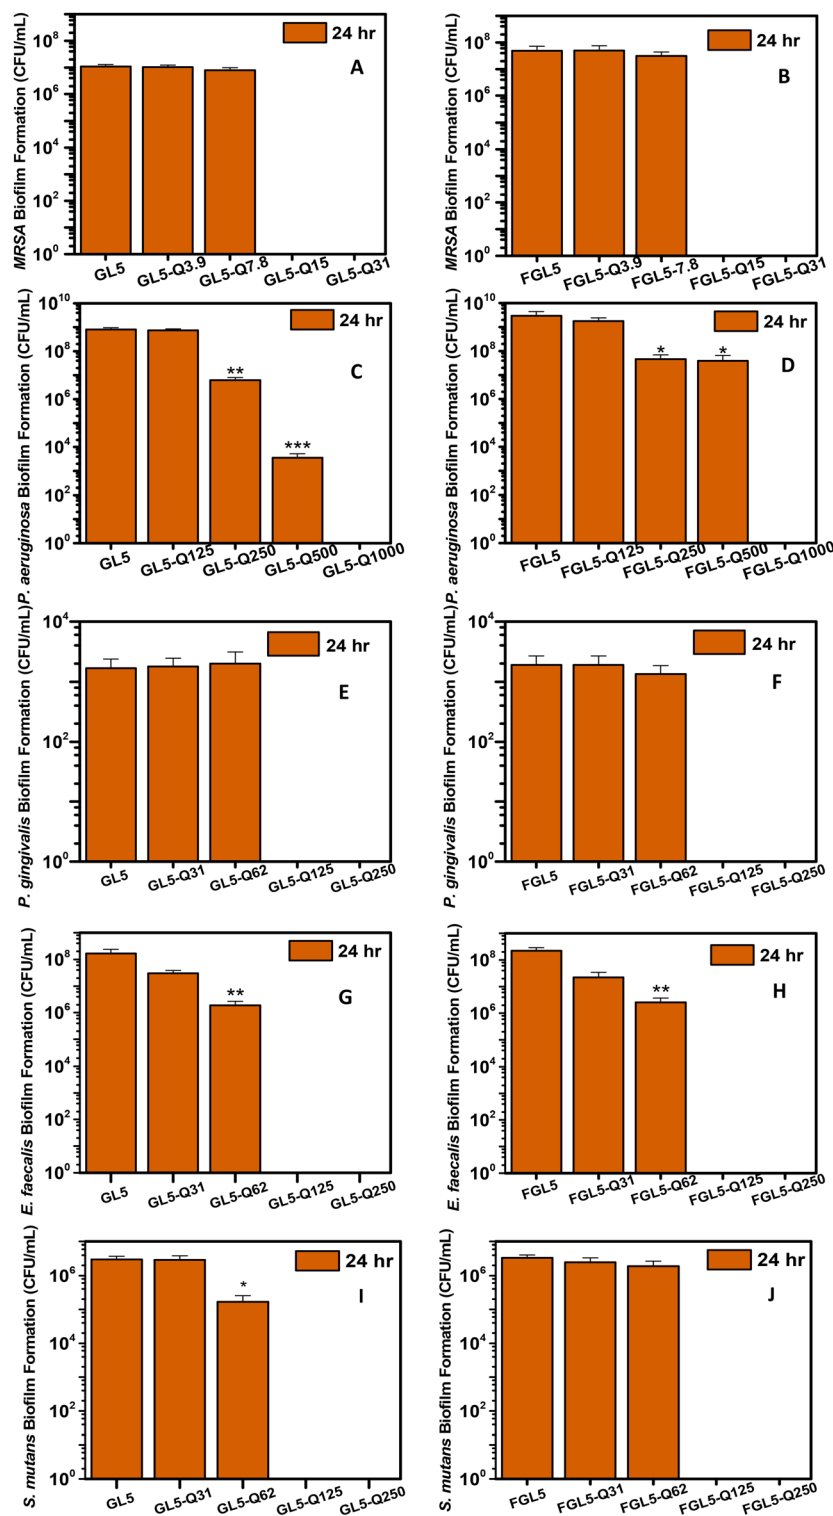 MRSA Biofilm Formation (CFU/mL)
10^8
10^6
10^4
10^2
10^0
24 hr
A
GL5
GL5-Q3.9
GL5-Q7.8
GL5-Q15
GL5-Q31
MRSA Biofilm Formation (CFU/mL)
10^8
10^6
10^4
10^2
10^0
24 hr
B
FGL5
FGL5-Q3.9
FGL5-7.8
FGL5-Q15
FGL5-Q31
P. aeruginosa Biofilm Formation (CFU/mL)
10^10
10^8
10^6
10^4
10^2
10^0
24 hr
C
**
***
GL5
GL5-Q125
GL5-Q250
GL5-Q500
GL5-Q1000
P. aeruginosa Biofilm Formation (CFU/mL)
10^10
10^8
10^6
10^4
10^2
10^0
24 hr
D
*
*
FGL5
FGL5-Q125
FGL5-Q250
FGL5-Q500
FGL5-Q1000
P. gingivalis Biofilm Formation (CFU/mL)
10^4
10^2
10^0
24 hr
E
GL5
GL5-Q31
GL5-Q62
GL5-Q125
GL5-Q250
P. gingivalis Biofilm Formation (CFU/mL)
10^4
10^2
10^0
24 hr
F
FGL5
FGL5-Q31
FGL5-Q62
FGL5-Q125
FGL5-Q250
E. faecalis Biofilm Formation (CFU/mL)
10^8
10^6
10^4
10^2
10^0
24 hr
G
**
GL5
GL5-Q31
GL5-Q62
GL5-Q125
GL5-Q250
E. faecalis Biofilm Formation (CFU/mL)
10^8
10^6
10^4
10^2
10^0
24 hr
H
**
FGL5
FGL5-Q31
FGL5-Q62
FGL5-Q125
FGL5-Q250
S. mutans Biofilm Formation (CFU/mL)
10^6
10^4
10^2
10^0
24 hr
I
*
GL5
GL5-Q31
GL5-Q62
GL5-Q125
GL5-Q250
S. mutans Biofilm Formation (CFU/mL)
10^6
10^4
10^2
10^0
24 hr
J
FGL5
FGL5-Q31
FGL5-Q62
FGL5-Q125
FGL5-Q250